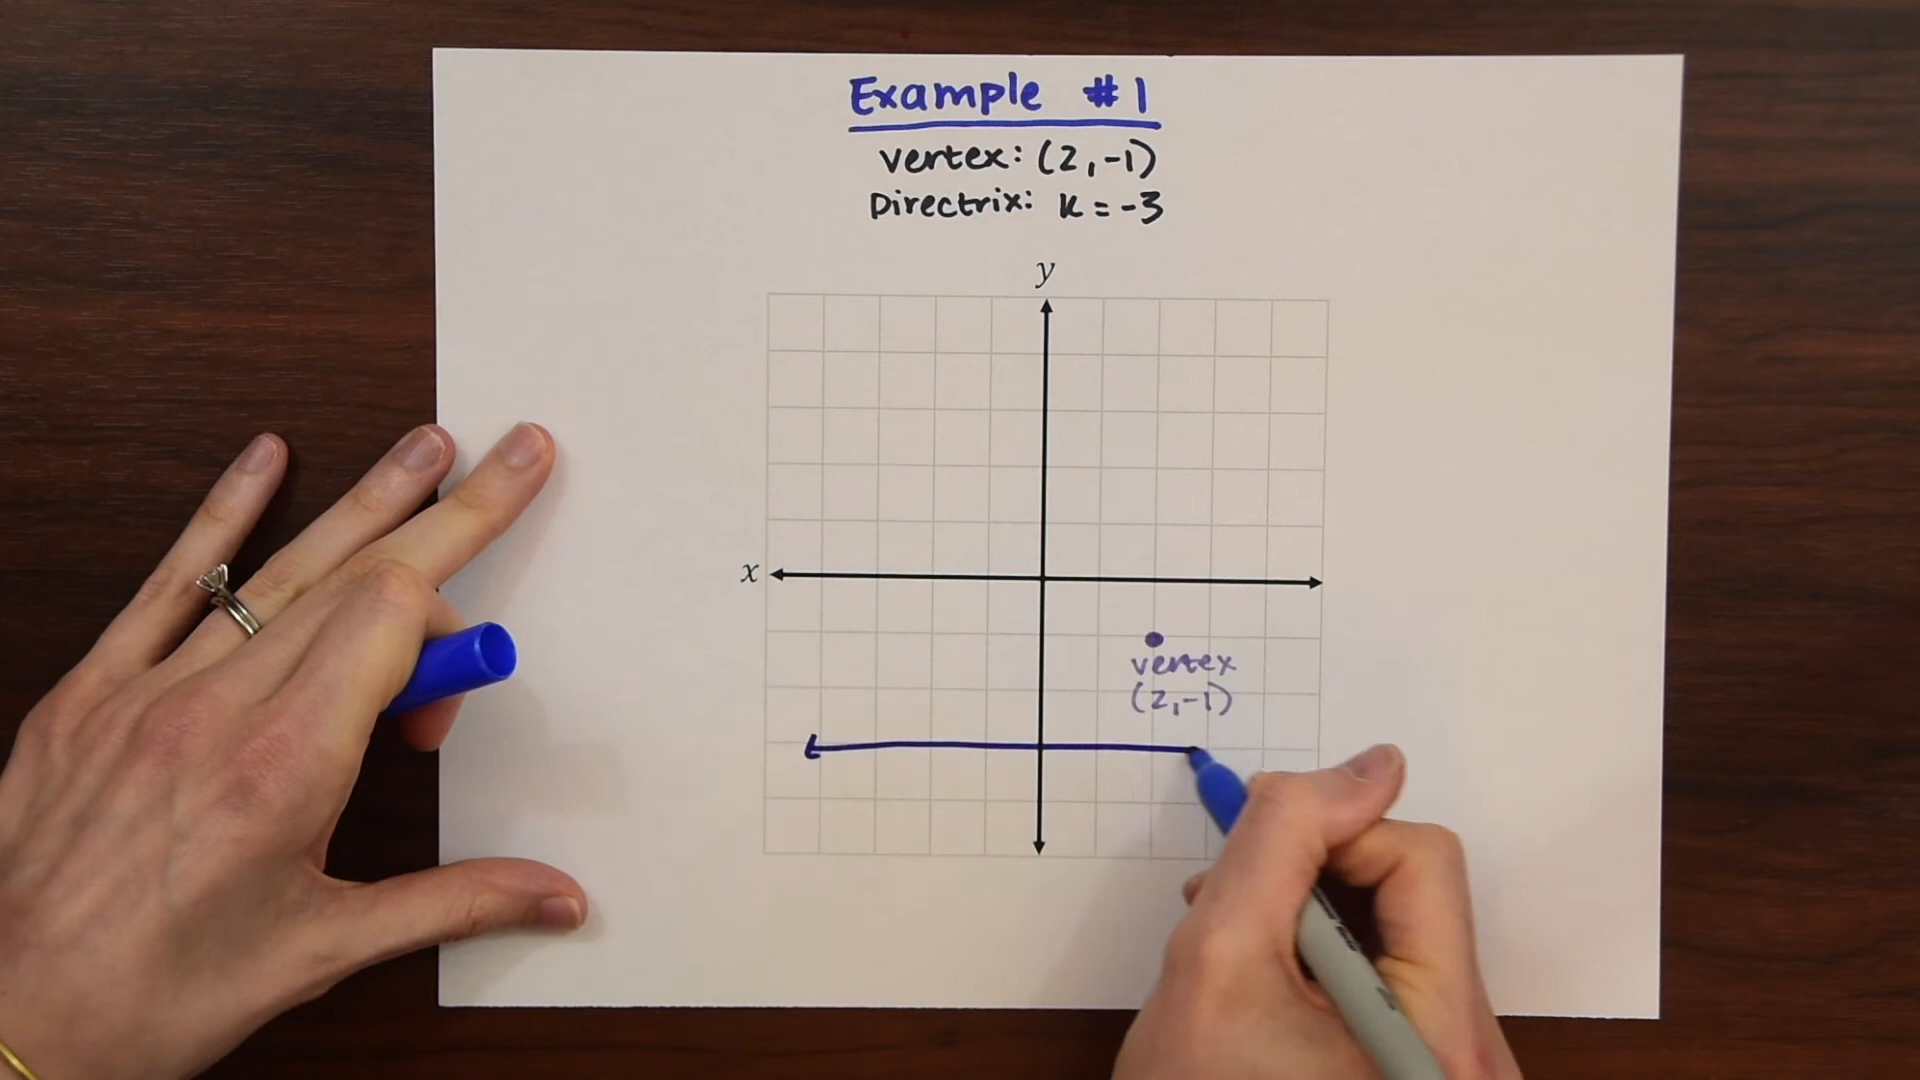 Example #1
vertex: (2,-1)
Directrix: K = -3
y
x
vertex
(2,-1)